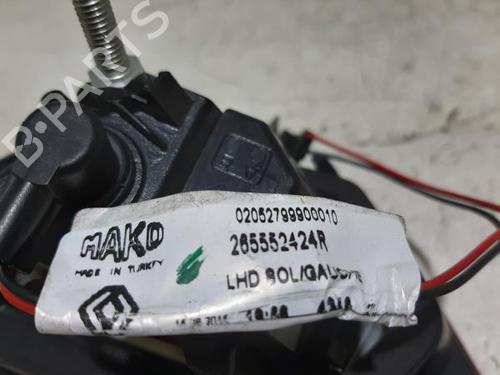 B-PARTS
02052799900010
MAKO
265552424R
MADE IN TURKEY
LHD SOL/GAUCHE